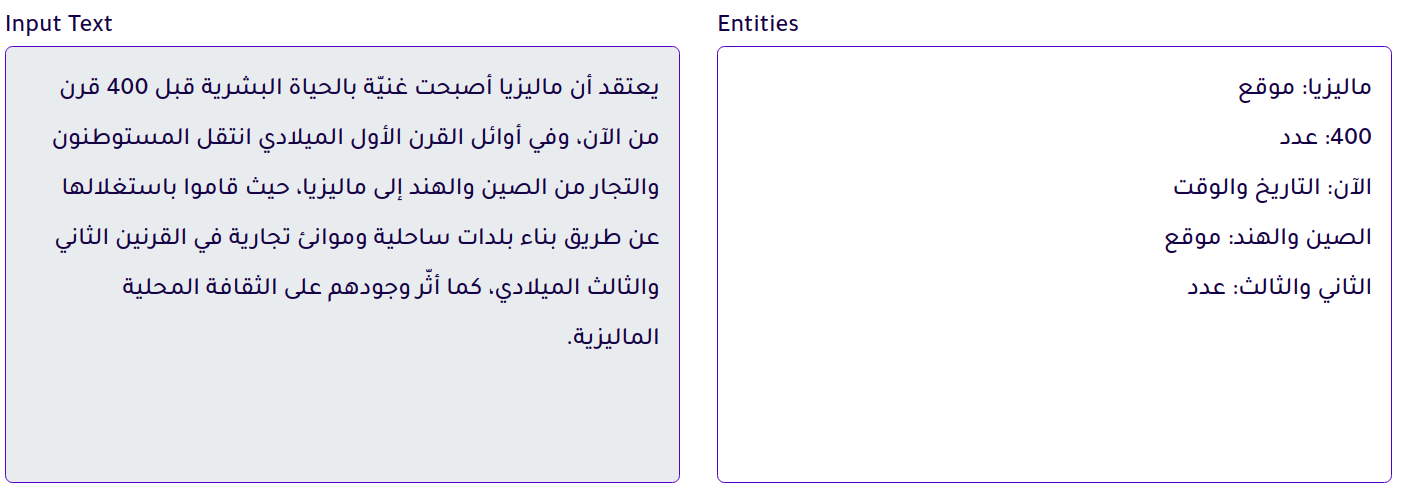 Input Text
يعتقد أن ماليزيا أصبحت غنيّة بالحياة البشرية قبل 400 قرن
من الآن، وفي أوائل القرن الأول الميلادي انتقل المستوطنون
والتجار من الصين والهند إلى ماليزيا، حيث قاموا باستغلالها
عن طريق بناء بلدات ساحلية وموانئ تجارية في القرنين الثاني
والثالث الميلادي، كما أثّر وجودهم على الثقافة المحلية
الماليزية.
Entities
ماليزيا: موقع
400: عدد
الآن: التاريخ والوقت
الصين والهند: موقع
الثاني والثالث: عدد